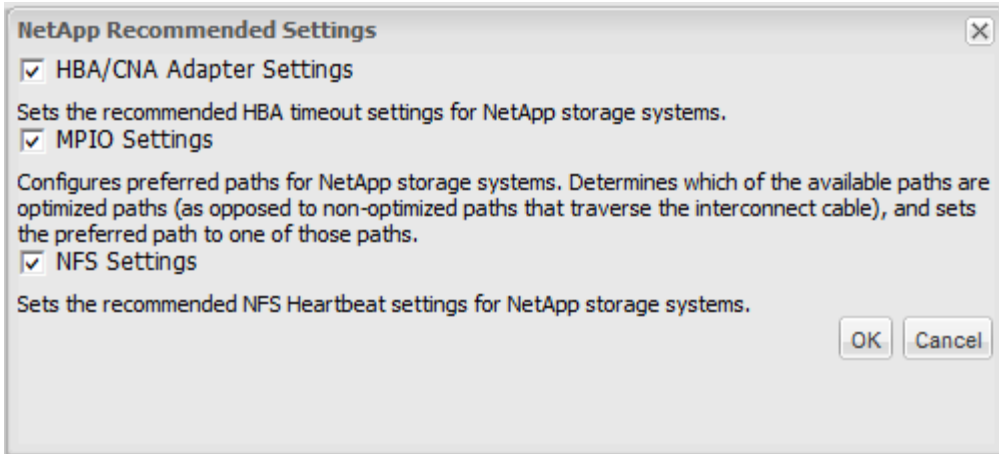 NetApp Recommended Settings
HBA/CNA Adapter Settings
Sets the recommended HBA timeout settings for NetApp storage systems.
MPIO Settings
Configures preferred paths for NetApp storage systems. Determines which of the available paths are
optimized paths (as opposed to non-optimized paths that traverse the interconnect cable), and sets
the preferred path to one of those paths.
NFS Settings
Sets the recommended NFS Heartbeat settings for NetApp storage systems.
OK Cancel